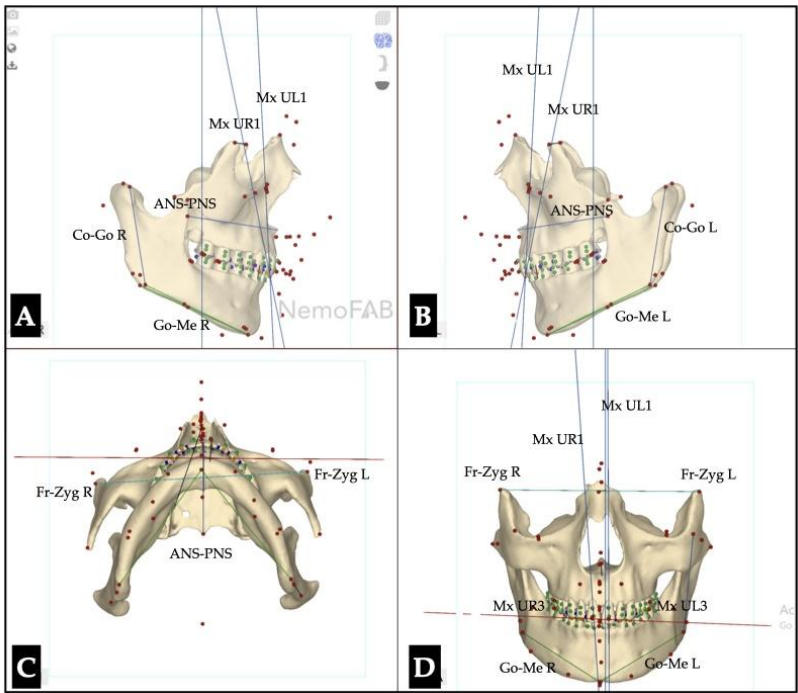 Mx UL1
Mx UR1
ANS-PNS
Co-Go R
Go-Me R
NemoFAB
A
Mx UL1
Mx UR1
ANS-PNS
Co-Go L
Go-Me L
B
Fr-Zyg R
Fr-Zyg L
ANS-PNS
C
Mx UL1
Mx UR1
Fr-Zyg R
Fr-Zyg L
Mx UR3
Mx UL3
Go-Me R
Go-Me L
D